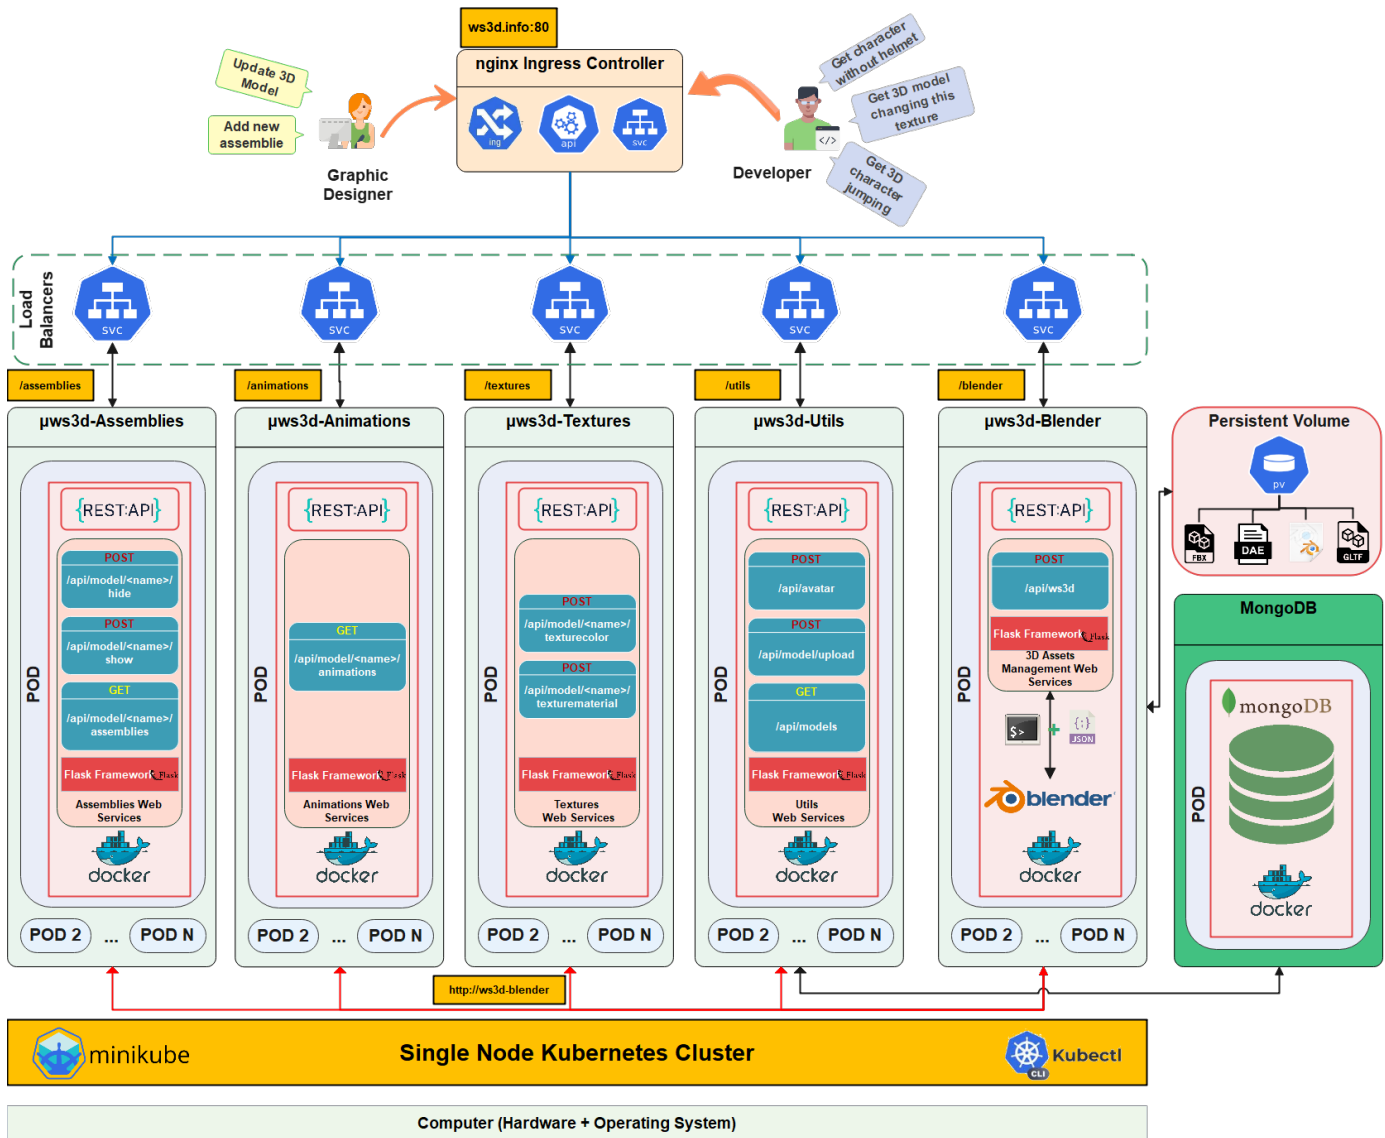 ws3d.info:80
nginx Ingress Controller
ing
api
svc
Update 3D
Model
Add new
assemblie
Graphic
Designer
Get character
without helmet
Get 3D model
changing this
texture
Get 3D
character
jumping
</>
Developer
Load
Balancers
svc
svc
svc
svc
svc
/assemblies
/animations
/textures
/utils
/blender
µws3d-Assemblies
POD
{REST:API}
POST
/api/model/<name>/
hide
POST
/api/model/<name>/
show
GET
/api/model/<name>/
assemblies
Flask Framework
Flask
Assemblies Web
Services
docker
POD 2
...
POD N
µws3d-Animations
POD
{REST:API}
GET
/api/model/<name>/
animations
Flask Framework
Flask
Animations Web
Services
docker
POD 2
...
POD N
µws3d-Textures
POD
{REST:API}
POST
/api/model/<name>/
texturecolor
POST
/api/model/<name>/
texturematerial
Flask Framework
Flask
Textures
Web Services
docker
POD 2
...
POD N
µws3d-Utils
POD
{REST:API}
POST
/api/avatar
POST
/api/model/upload
GET
/api/models
Flask Framework
Flask
Utils
Web Services
docker
POD 2
...
POD N
µws3d-Blender
POD
{REST:API}
POST
/api/ws3d
Flask Framework
Flask
3D Assets
Management Web
Services
$>
+
{;}
JSON
blender
docker
POD 2
...
POD N
Persistent Volume
pv
FBX
DAE
GLTF
MongoDB
POD
mongoDB
docker
http://ws3d-blender
minikube
Single Node Kubernetes Cluster
Kubectl
CLI
Computer (Hardware + Operating System)